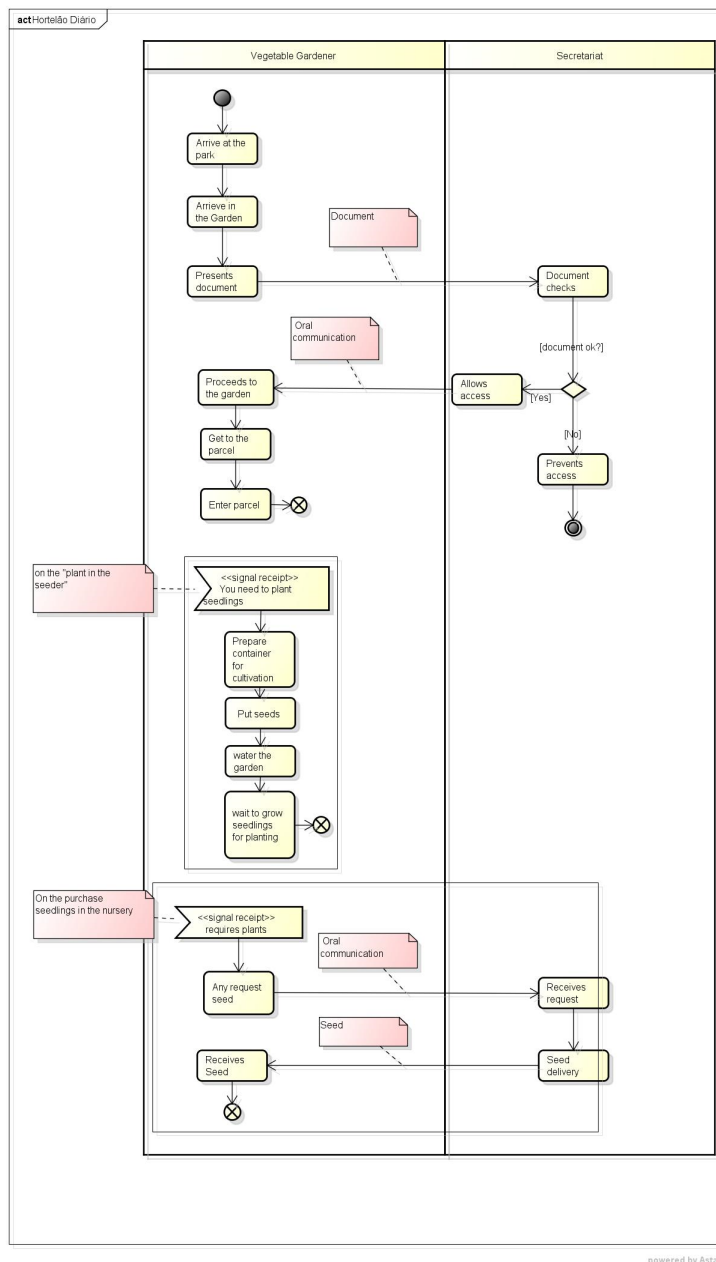 act Hortelão Diário
Vegetable Gardener
Secretariat
Arrive at the
park
Arrieve in
the Garden
Document
Presents
document
Document
checks
Oral
communication
[document ok?]
Proceeds to
the garden
Allows
access
[Yes]
[No]
Get to the
parcel
Prevents
access
Enter parcel
on the "plant in the
seeder"
<<signal receipt>>
You need to plant
seedlings
Prepare
container
for
cultivation
Put seeds
water the
garden
wait to grow
seedlings
for planting
On the purchase
seedlings in the nursery
<<signal receipt>>
requires plants
Oral
communication
Any request
seed
Receives
request
Seed
Receives
Seed
Seed
delivery
powered by Ast